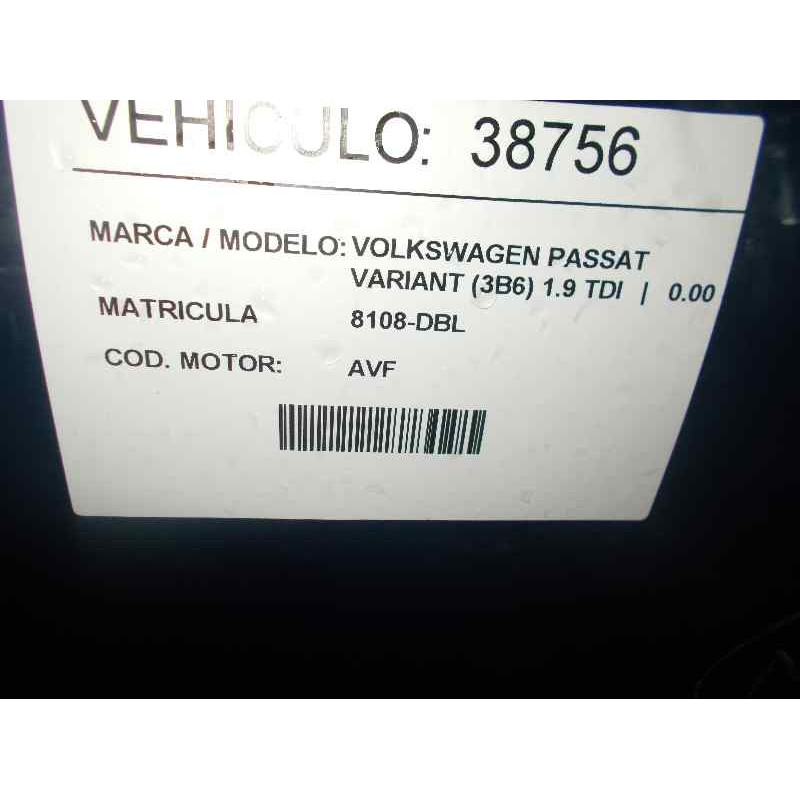 VEHICULO: 38756
MARCA / MODELO: VOLKSWAGEN PASSAT
VARIANT (3B6) 1.9 TDI | 0.00
MATRICULA 8108-DBL
COD. MOTOR: AVF